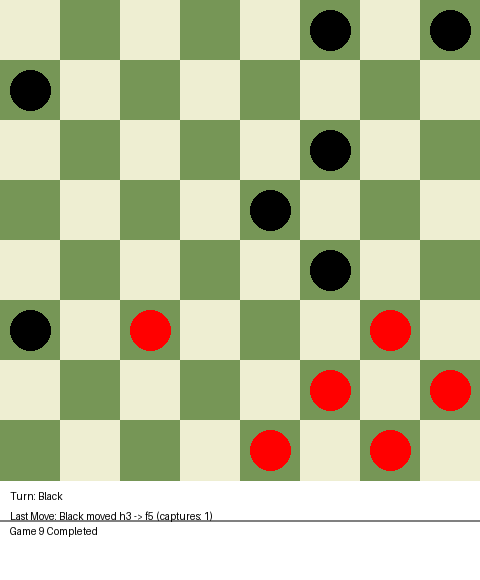 Turn: Black
Last Move: Black moved h3 -> f5 (captures: 1)
Game 9 Completed